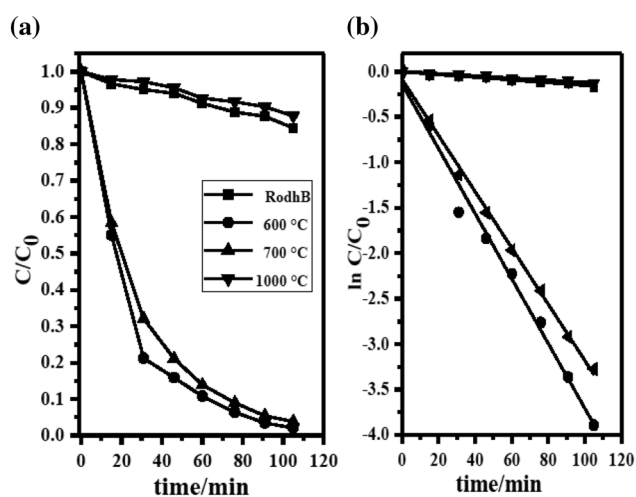 (a)
(b)
1.0
0.9
0.8
0.7
0.6
0.5
0.4
0.3
0.2
0.1
0.0
C/C0
RodhB
600 °C
700 °C
1000 °C
0 20 40 60 80 100 120
time/min
0.0
-0.5
-1.0
-1.5
-2.0
-2.5
-3.0
-3.5
-4.0
ln C/C0
0 20 40 60 80 100 120
time/min